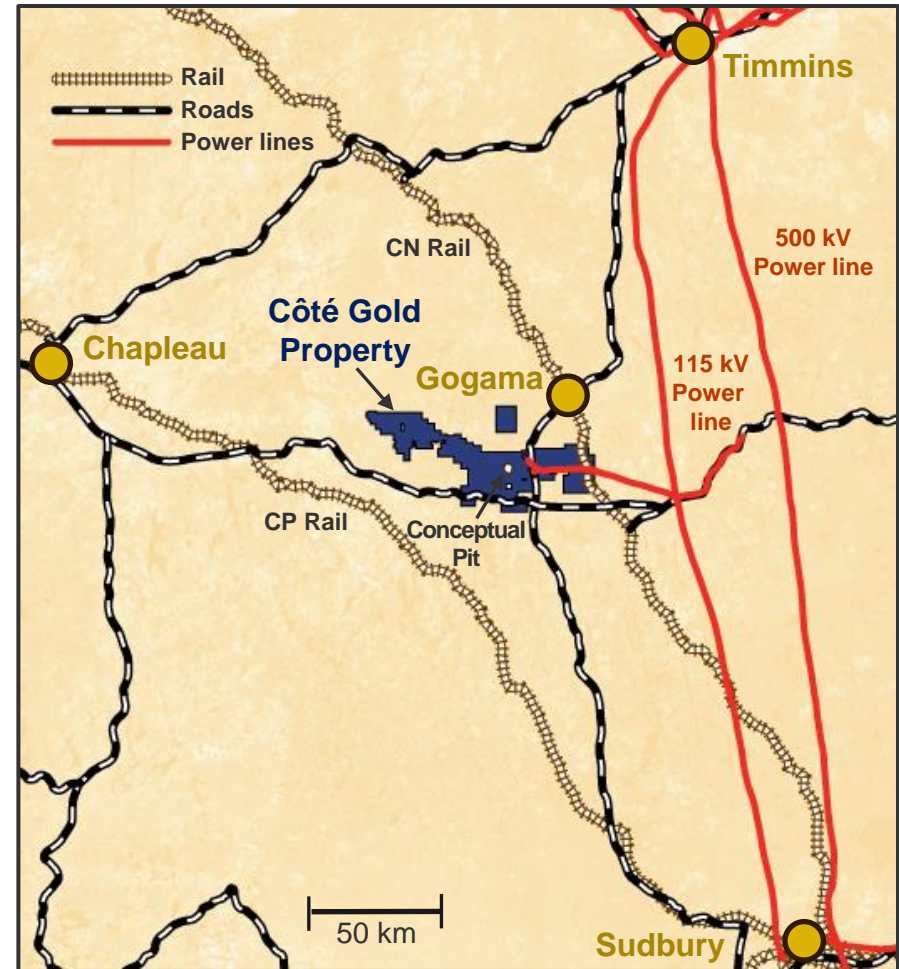 Rail
Roads
Power lines
Timmins
500 kV
Power line
CN Rail
Côté Gold
Property
Chapleau
Gogama
115 kV
Power
line
CP Rail
Conceptual
Pit
50 km
Sudbury